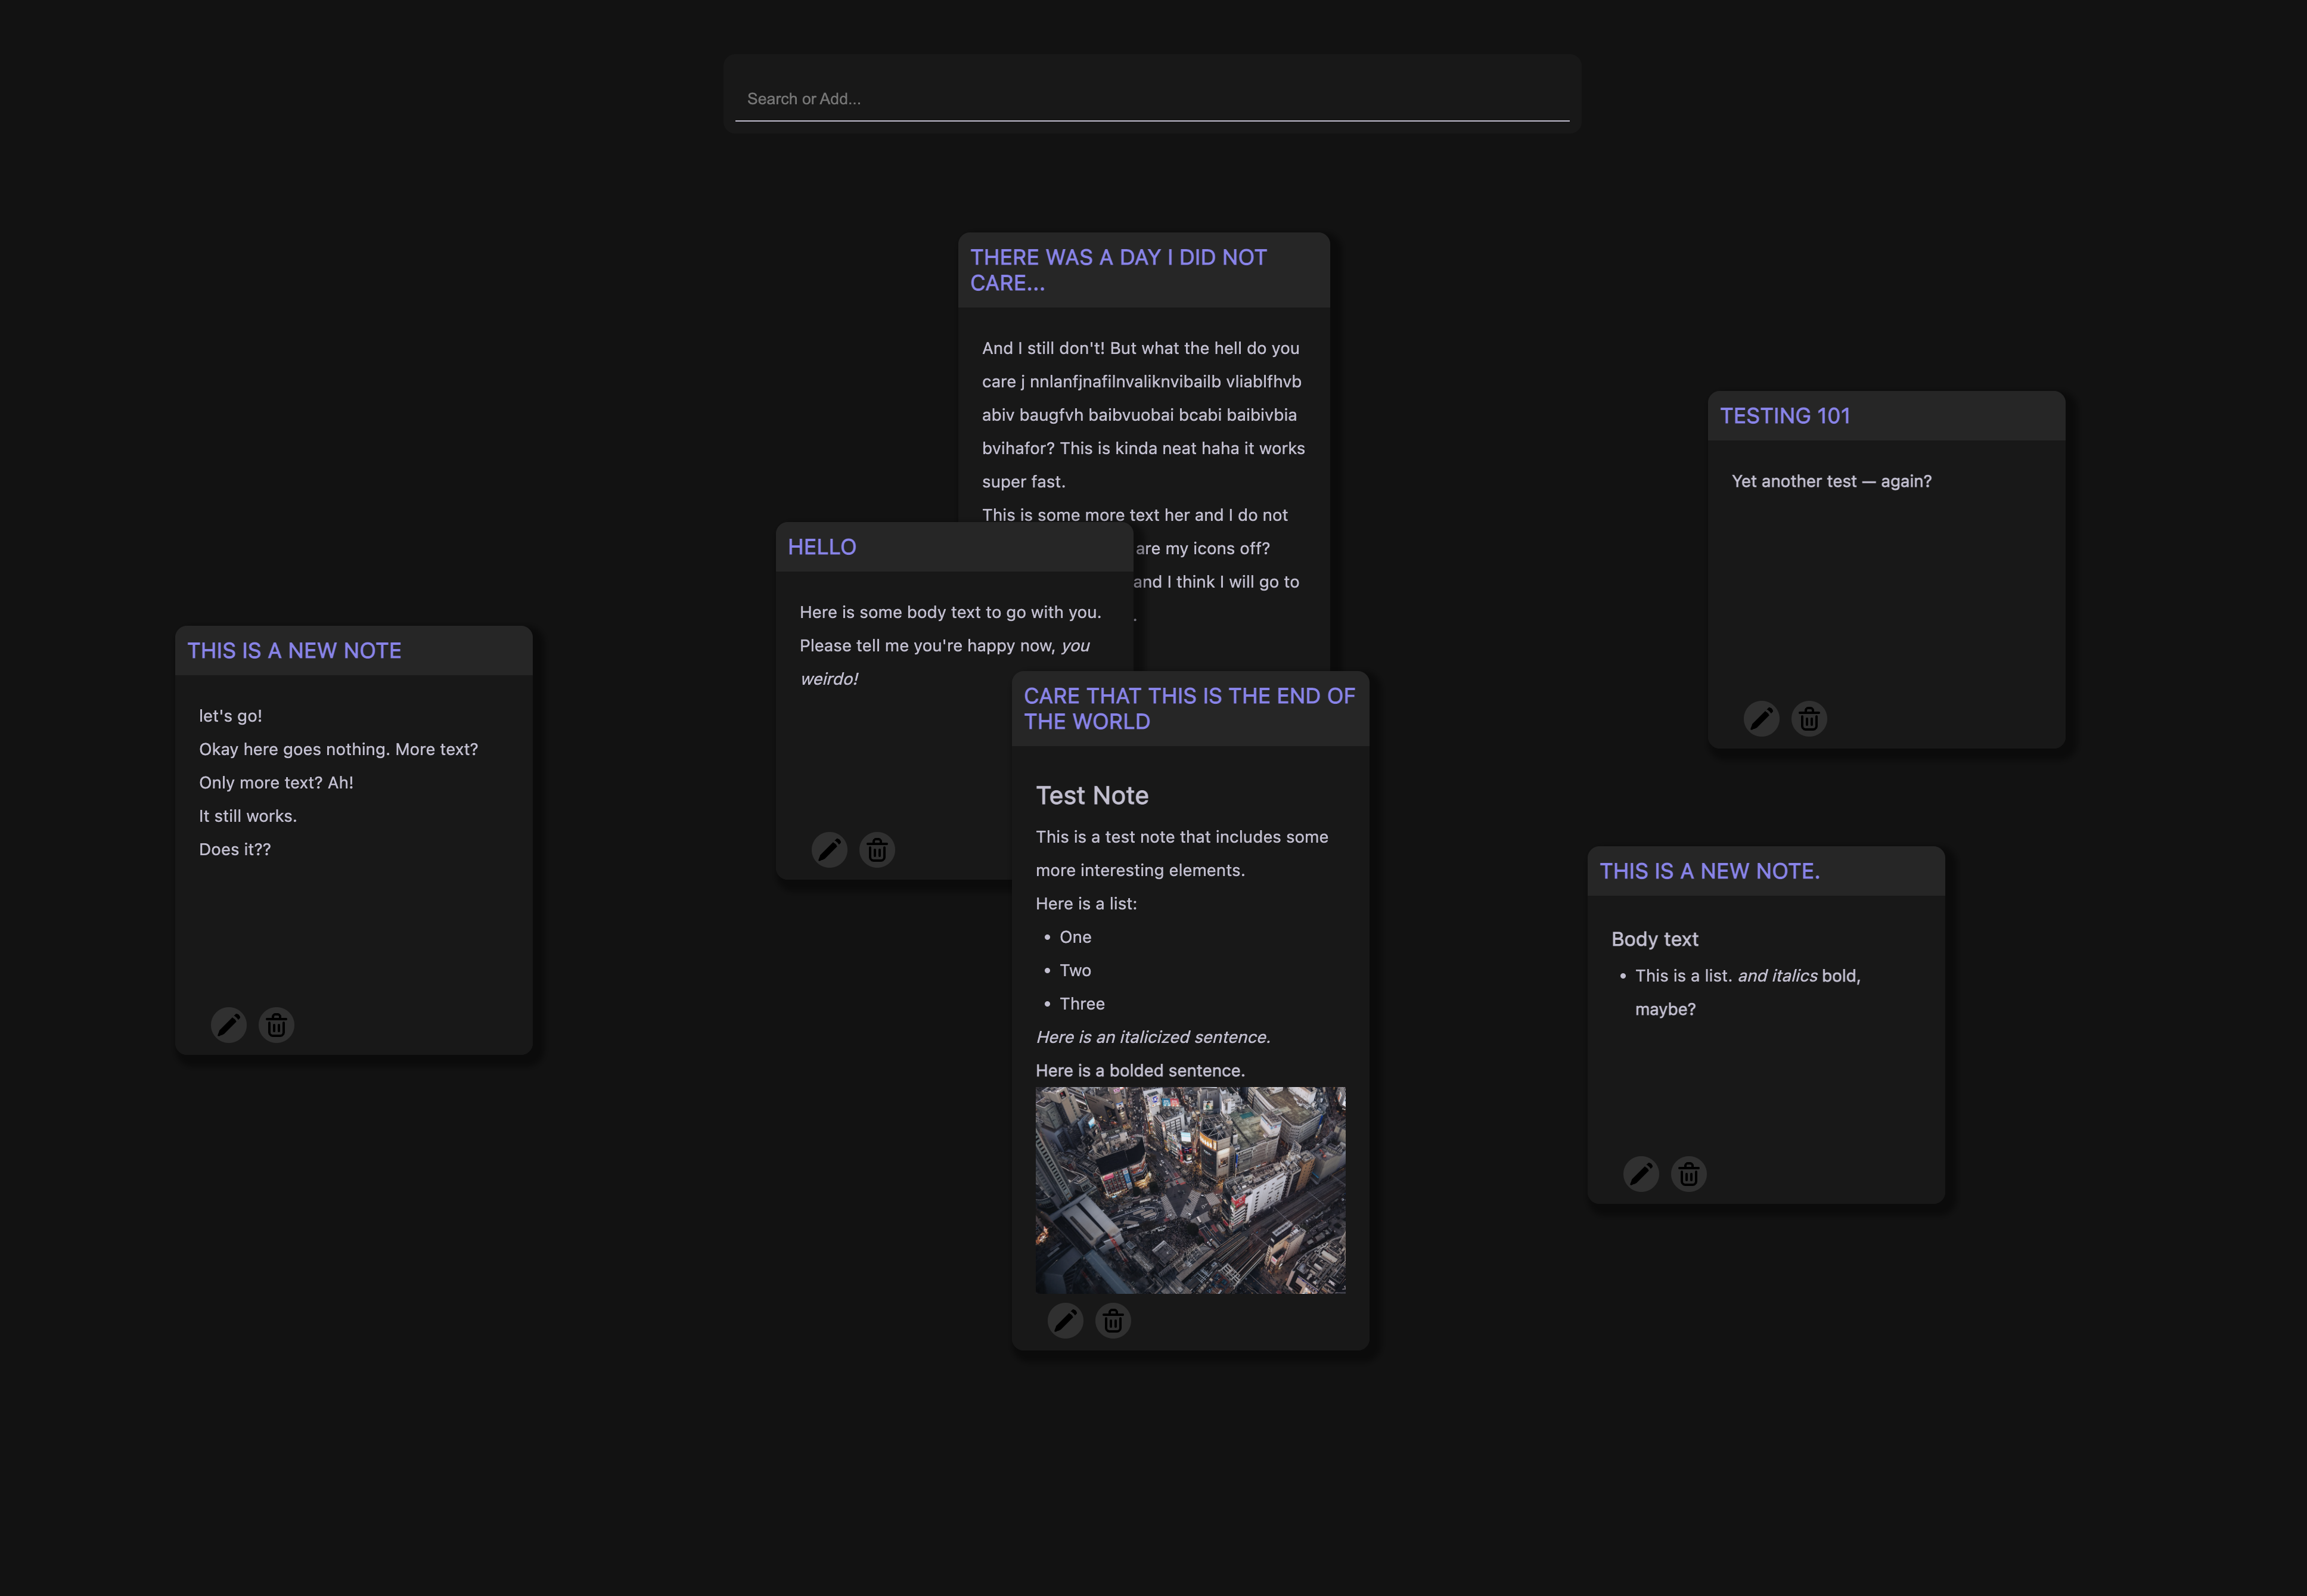 Search or Add...
THERE WAS A DAY I DID NOT
CARE...
And I still don't! But what the hell do you
care j nnlanfjnafilnvaliknvibailb vliablfhvb
abiv baugfvh baibvuobai bcabi baibivbia
bvihafor? This is kinda neat haha it works
super fast.
This is some more text her and I do not
are my icons off?
and I think I will go to
.
HELLO
Here is some body text to go with you.
Please tell me you're happy now, you
weirdo!
THIS IS A NEW NOTE
let's go!
Okay here goes nothing. More text?
Only more text? Ah!
It still works.
Does it??
CARE THAT THIS IS THE END OF
THE WORLD
Test Note
This is a test note that includes some
more interesting elements.
Here is a list:
• One
• Two
• Three
Here is an italicized sentence.
Here is a bolded sentence.
TESTING 101
Yet another test — again?
THIS IS A NEW NOTE.
Body text
• This is a list. and italics bold,
maybe?